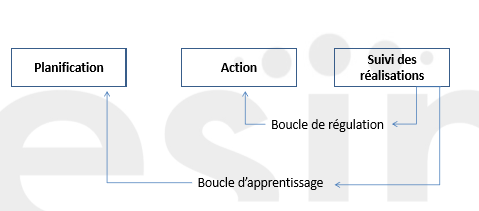 Planification
Action
Suivi des
réalisations
Boucle de régulation
Boucle d'apprentissage